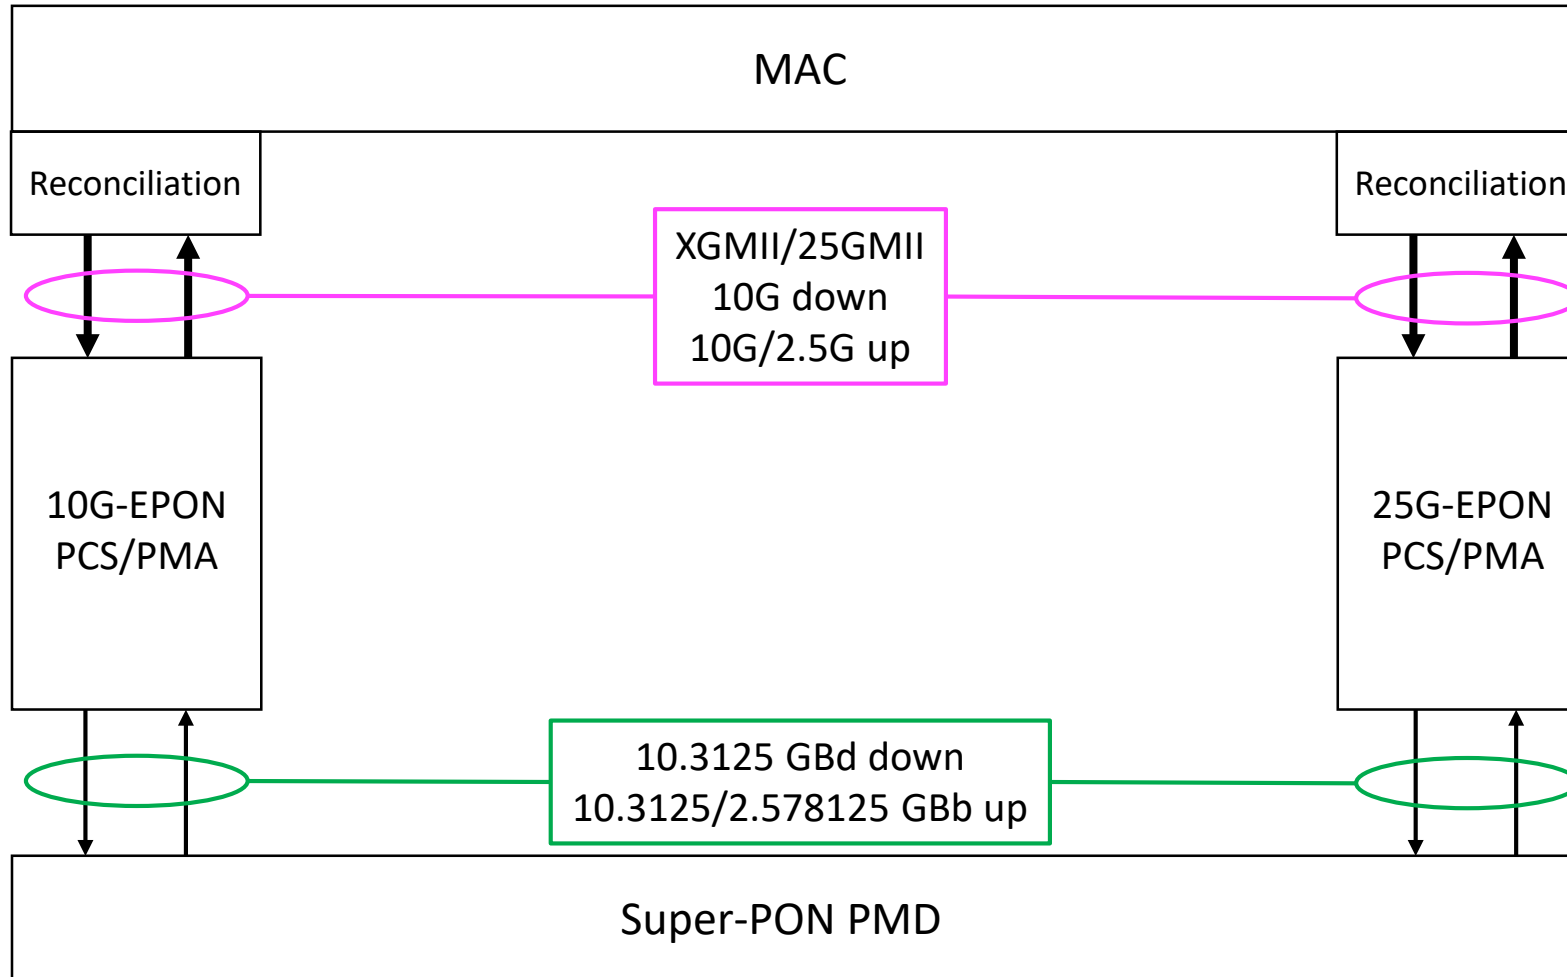 MAC
Reconciliation
Reconciliation
XGMII/25GMII
10G down
10G/2.5G up
10G-EPON
PCS/PMA
25G-EPON
PCS/PMA
10.3125 GBd down
10.3125/2.578125 GBb up
Super-PON PMD